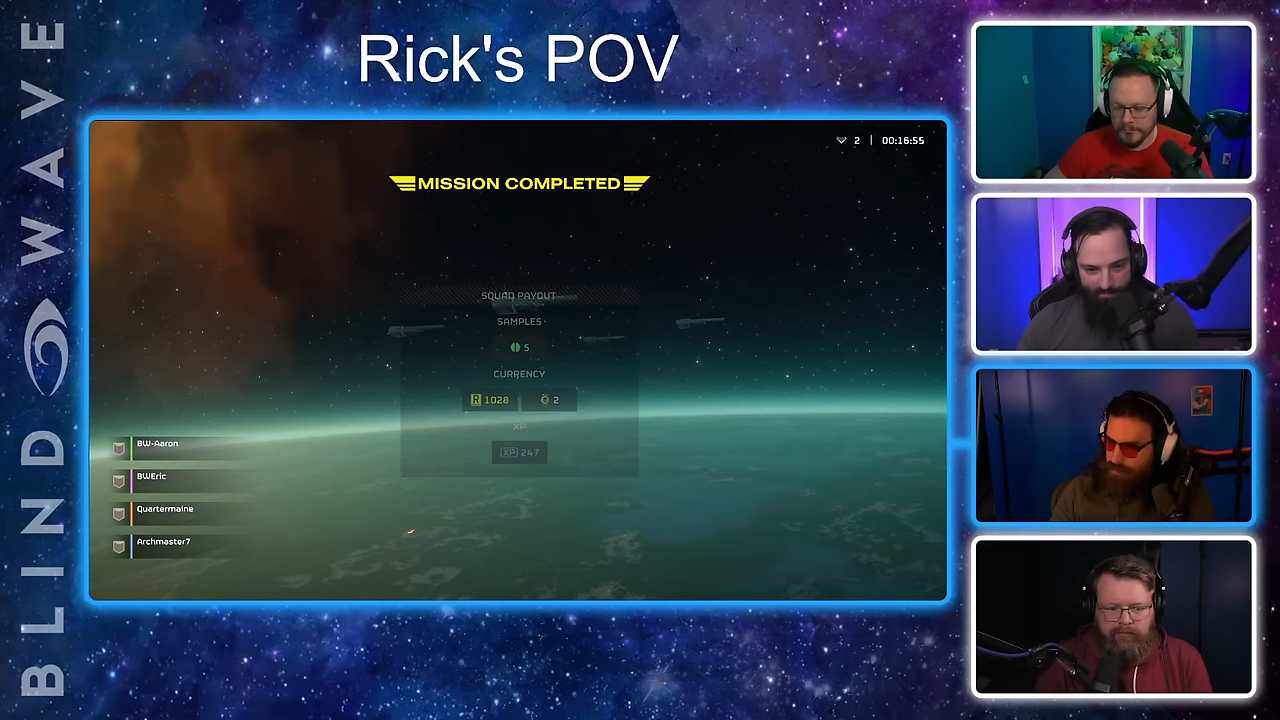 BLIND WAVE
Rick's POV
2 | 00:16:55
MISSION COMPLETED
SQUAD PAYOUT
SAMPLES
5
CURRENCY
R 1028 2
XP
XP 247
BW-Aaron
BWEric
Quartermaine
Archmaster7